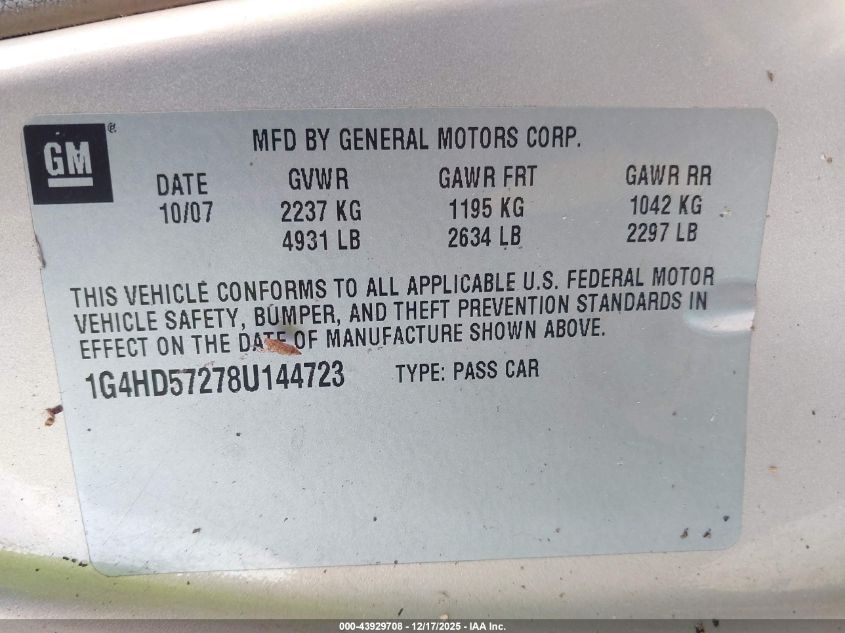 GM®
MFD BY GENERAL MOTORS CORP.
DATE GVWR GAWR FRT GAWR RR
10/07 2237 KG 1195 KG 1042 KG
4931 LB 2634 LB 2297 LB
THIS VEHICLE CONFORMS TO ALL APPLICABLE U.S. FEDERAL MOTOR
VEHICLE SAFETY, BUMPER, AND THEFT PREVENTION STANDARDS IN
EFFECT ON THE DATE OF MANUFACTURE SHOWN ABOVE.
1G4HD57278U144723 TYPE: PASS CAR
000-43929708 - 12/17/2025 - IAA Inc.